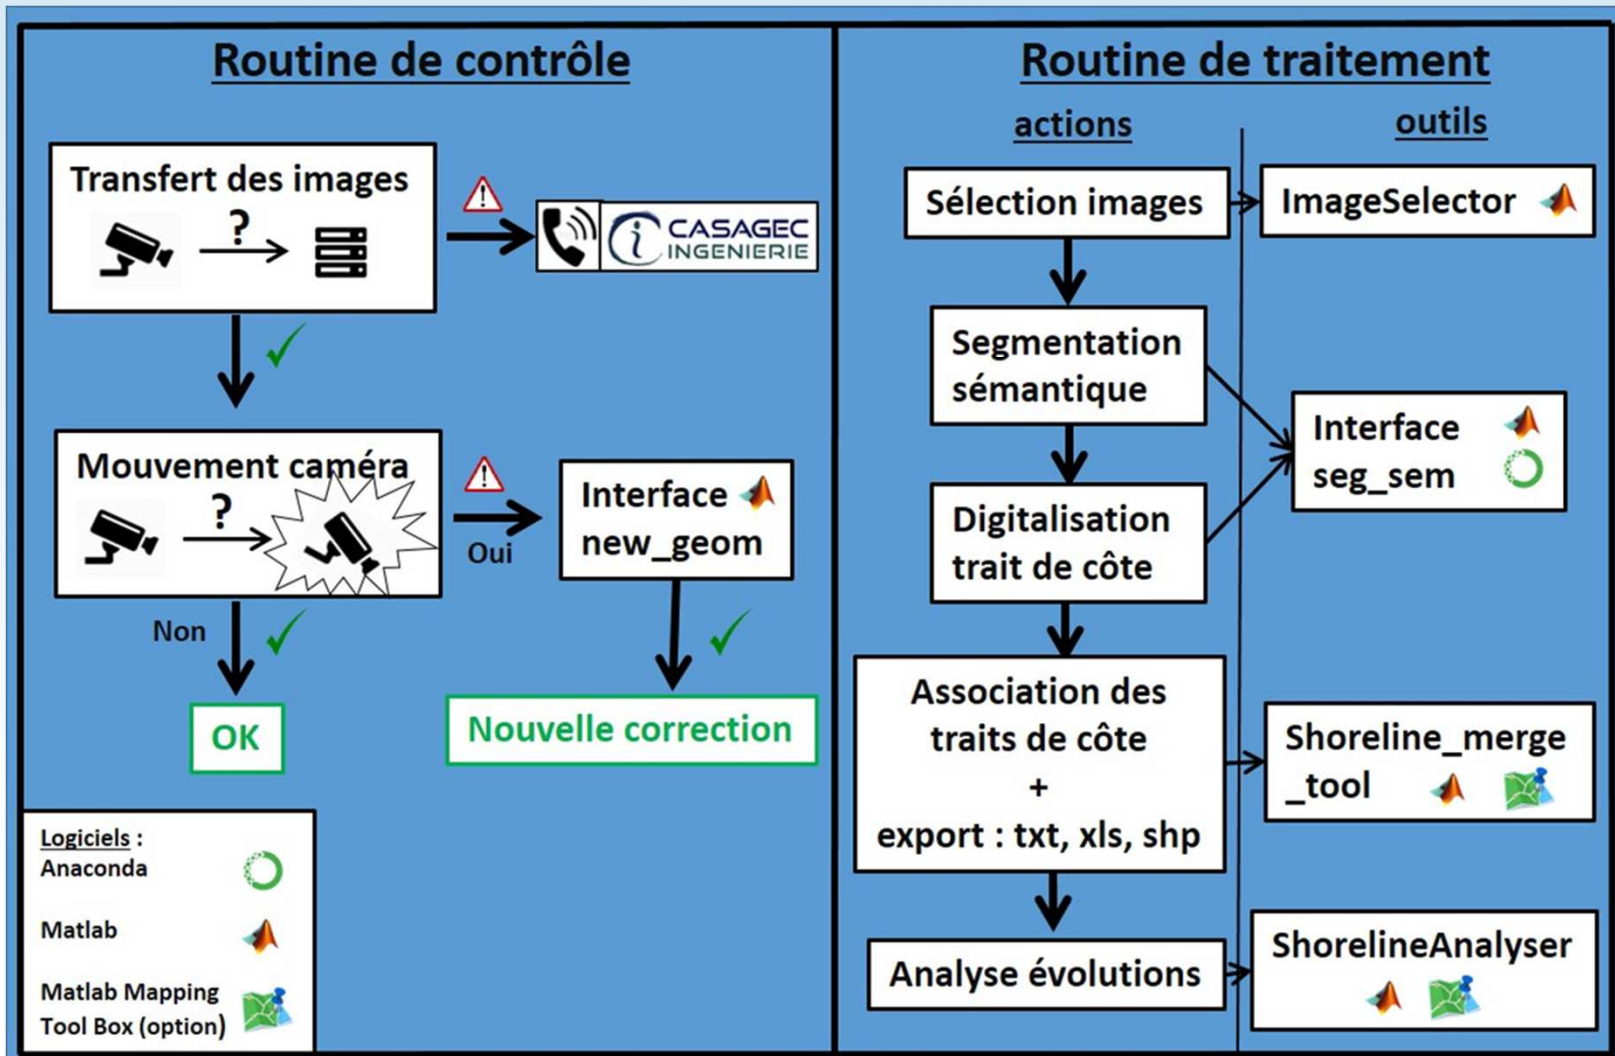 Routine de contrôle
Transfert des images
?
CASAGEC
INGENIERIE
Mouvement caméra
?
Oui
Interface
new_geom
Non
OK
Nouvelle correction
Logiciels :
Anaconda
Matlab
Matlab Mapping
Tool Box (option)
Routine de traitement
actions
outils
Sélection images
ImageSelector
Segmentation
sémantique
Interface
seg_sem
Digitalisation
trait de côte
Association des
traits de côte
+
export : txt, xls, shp
Shoreline_merge
_tool
Analyse évolutions
ShorelineAnalyser